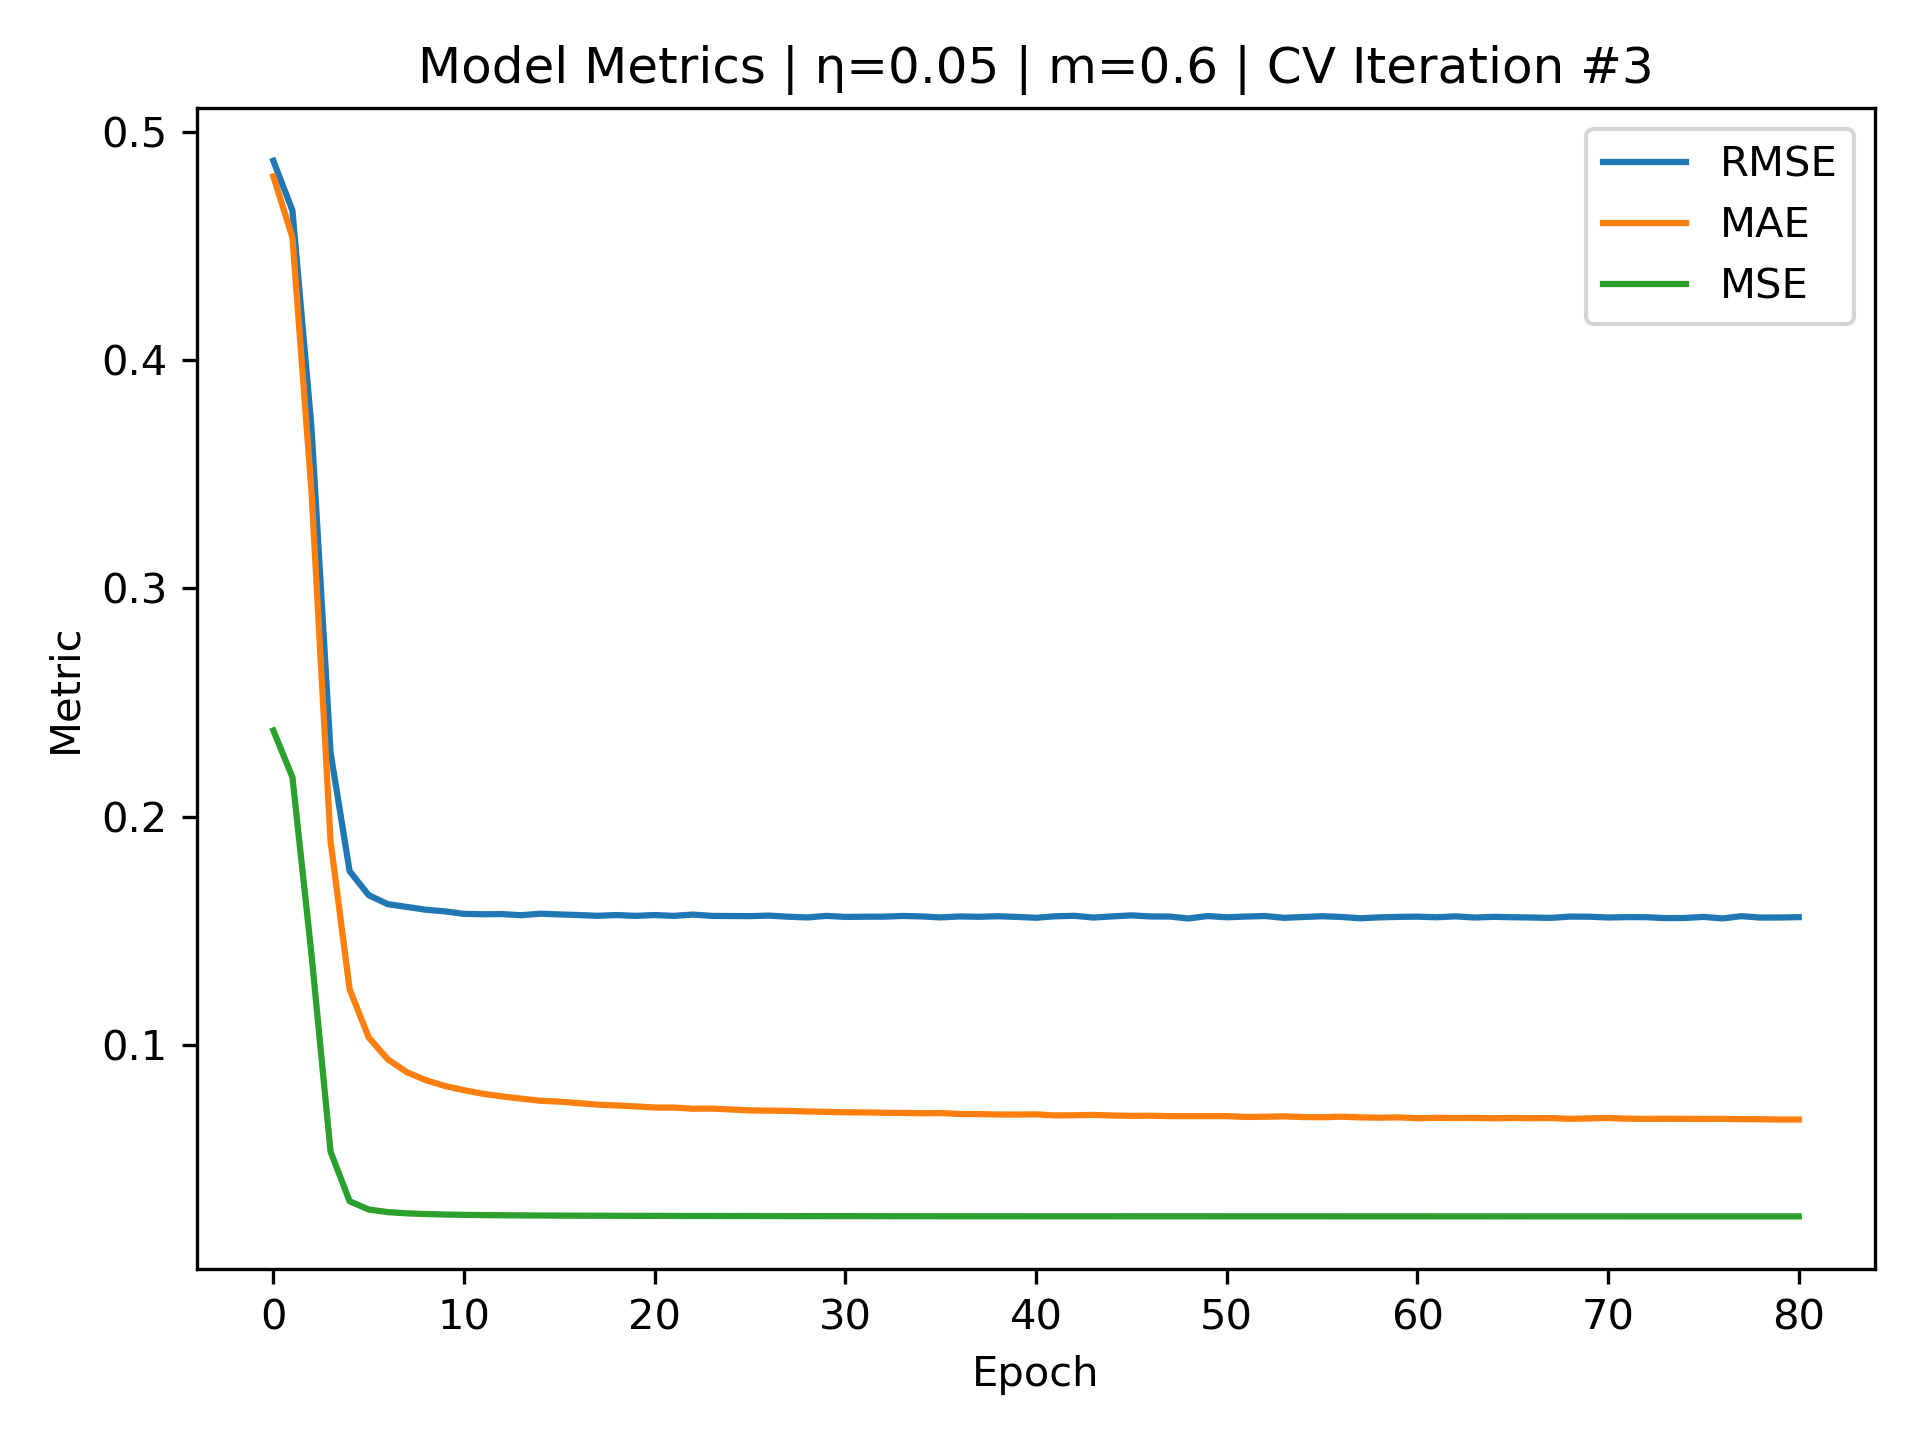 Model Metrics | η=0.05 | m=0.6 | CV Iteration #3
0.5
0.4
0.3
0.2
0.1
Metric
RMSE
MAE
MSE
0 10 20 30 40 50 60 70 80
Epoch